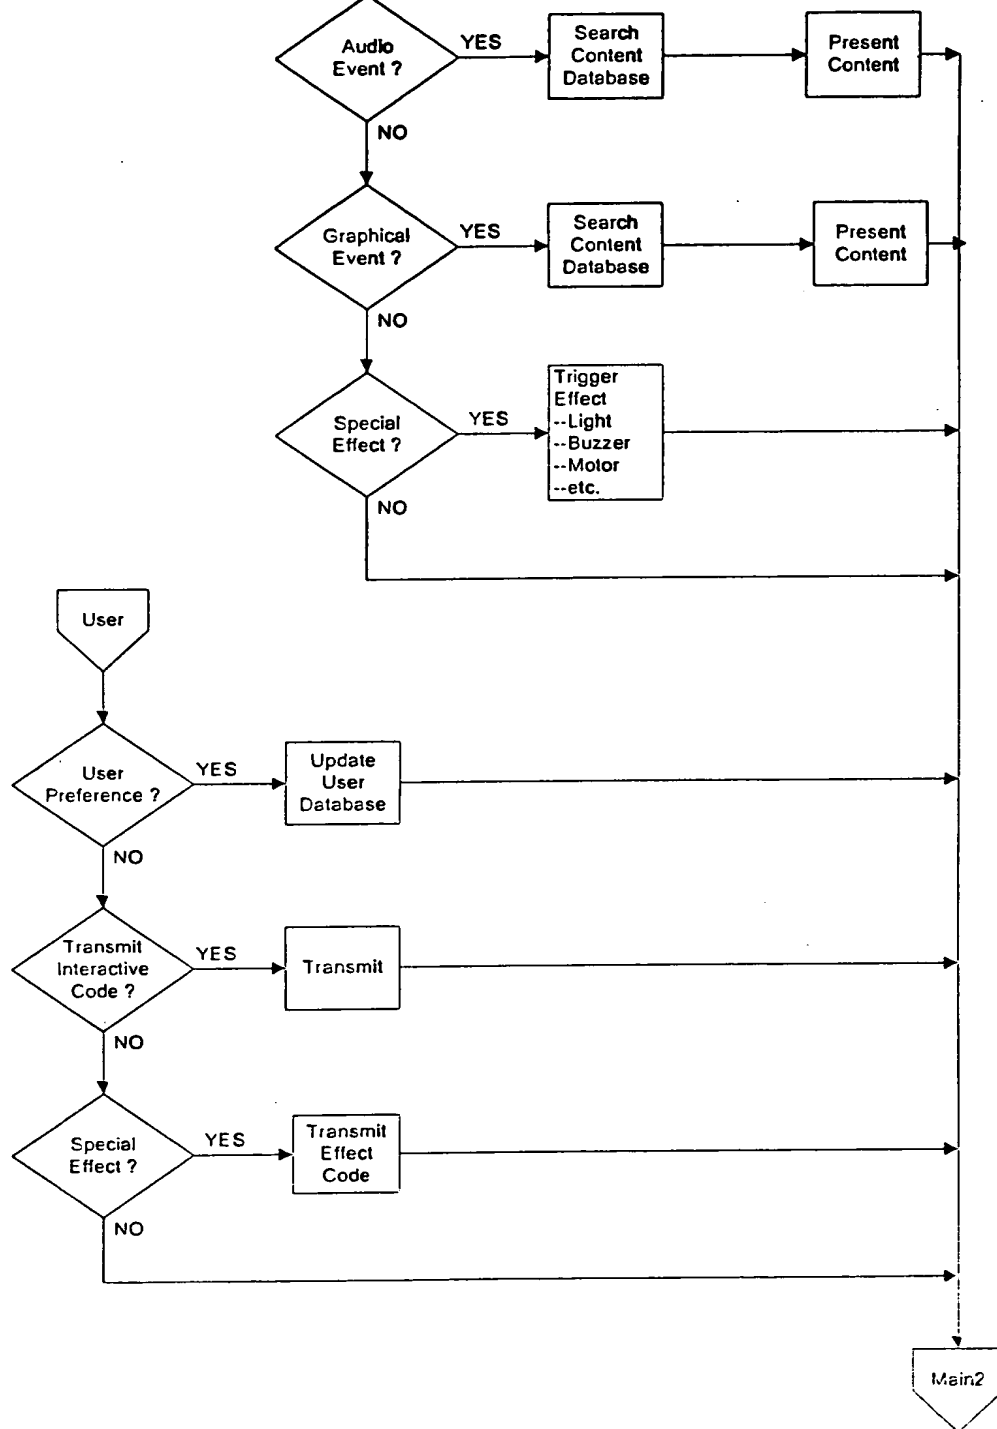 Audio
Event ?
YES
Search
Content
Database
Present
Content
NO
Graphical
Event ?
YES
Search
Content
Database
Present
Content
NO
Special
Effect ?
YES
Trigger
Effect
--Light
--Buzzer
--Motor
--etc.
NO
User
User
Preference ?
YES
Update
User
Database
NO
Transmit
Interactive
Code ?
YES
Transmit
NO
Special
Effect ?
YES
Transmit
Effect
Code
NO
Main2